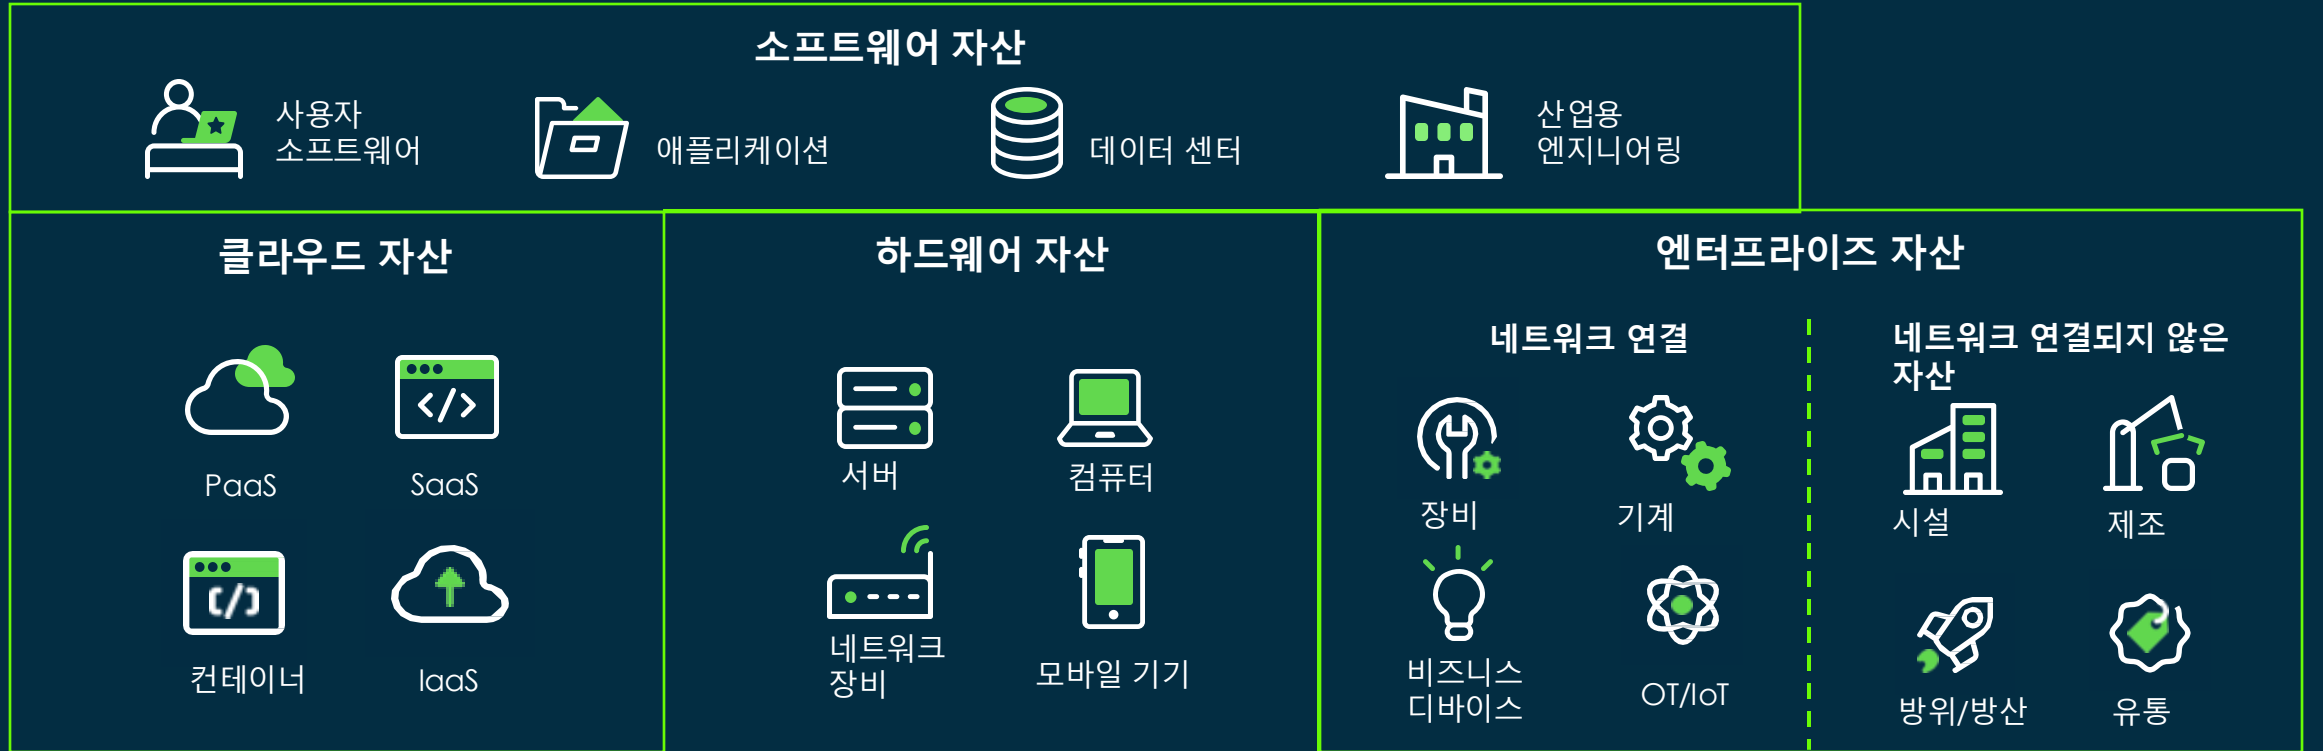 소프트웨어 자산
사용자
소프트웨어
애플리케이션
데이터 센터
산업용
엔지니어링
클라우드 자산
PaaS
SaaS
컨테이너
IaaS
하드웨어 자산
서버
컴퓨터
네트워크
장비
모바일 기기
엔터프라이즈 자산
네트워크 연결
장비
기계
비즈니스
디바이스
OT/IoT
네트워크 연결되지 않은
자산
시설
제조
방위/방산
유통